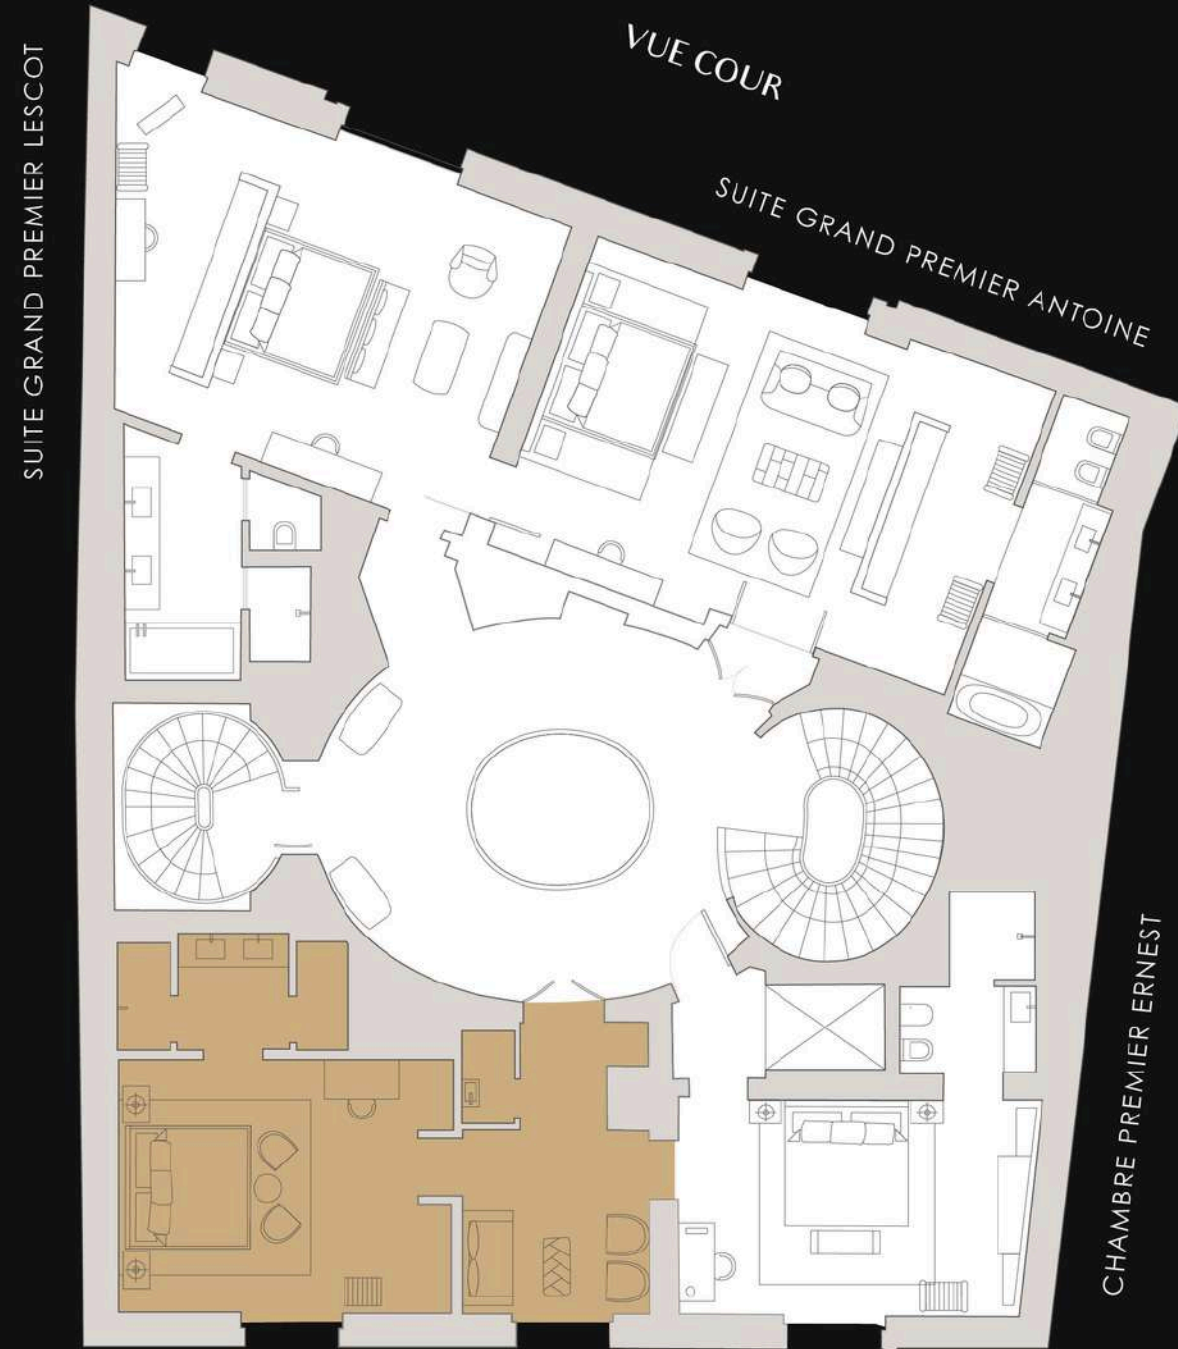 VUE COUR
SUITE GRAND PREMIER LESCOT
SUITE GRAND PREMIER ANTOINE
CHAMBRE PREMIER ERNEST